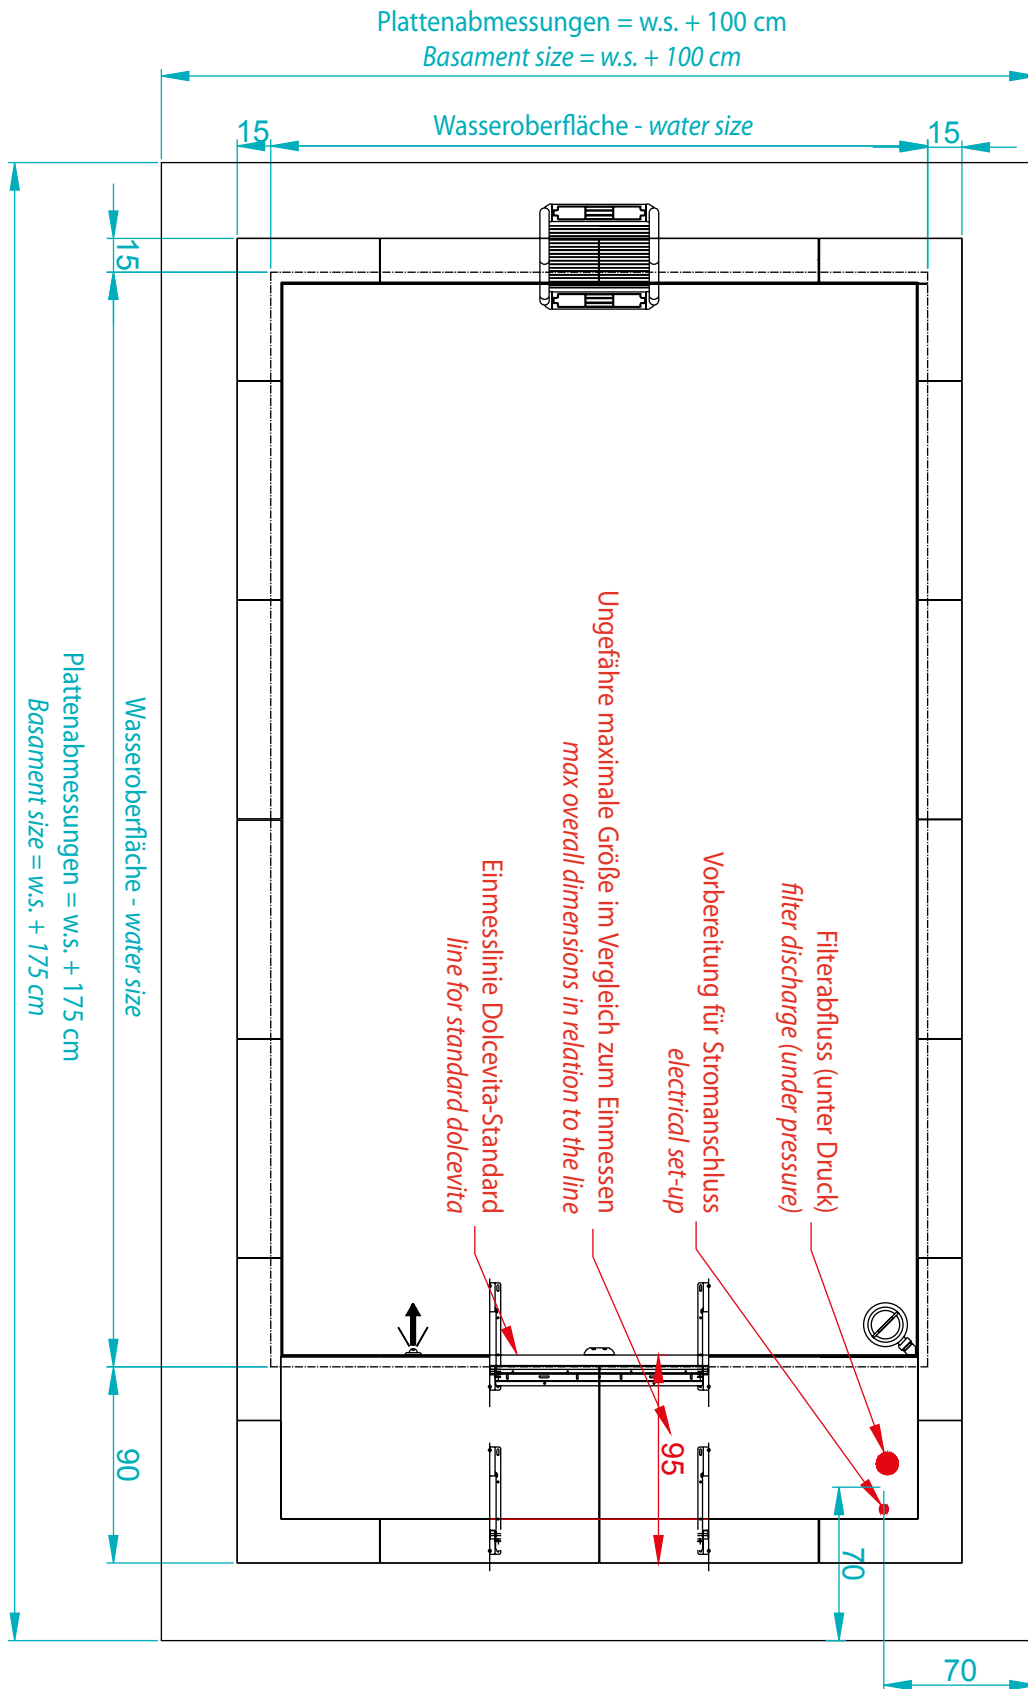 Plattenabmessungen = w.s. + 100 cm
Basament size = w.s. + 100 cm
15
Wasseroberfläche - water size
15
15
Wasseroberfläche - water size
Plattenabmessungen = w.s. + 175 cm
Basament size = w.s. + 175 cm
Filterabfluss (unter Druck)
filter discharge (under pressure)
Vorbereitung für Stromanschluss
electrical set-up
Ungefähre maximale Größe im Vergleich zum Einmessen
max overall dimensions in relation to the line
Einmesslinie Dolcevita-Standard
line for standard dolcevita
90
95
70
70